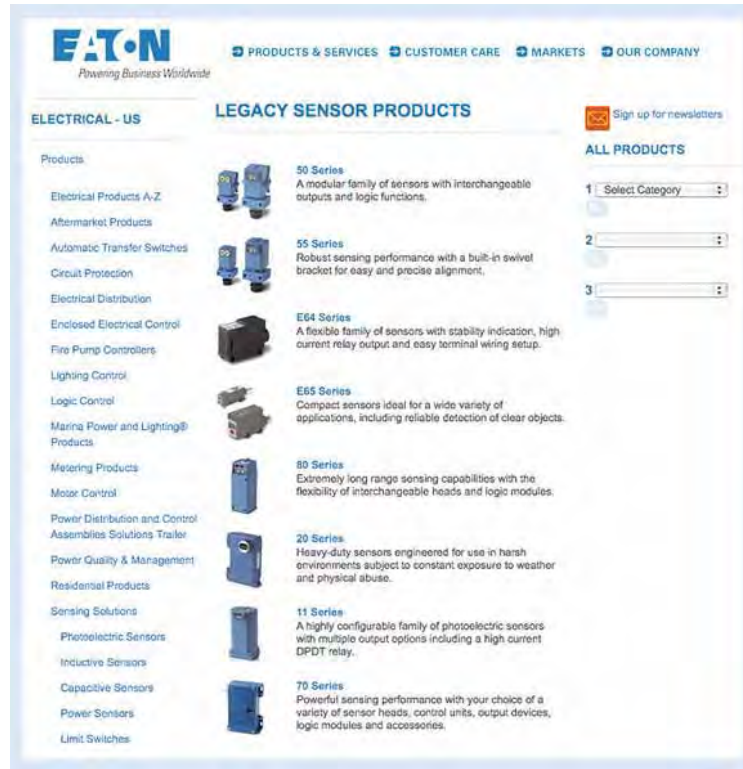 EATON
Powering Business Worldwide
PRODUCTS & SERVICES
CUSTOMER CARE
MARKETS
OUR COMPANY
ELECTRICAL - US
Products
Electrical Products A-Z
Aftermarket Products
Automatic Transfer Switches
Circuit Protection
Electrical Distribution
Enclosed Electrical Control
Fire Pump Controllers
Lighting Control
Logic Control
Marina Power and Lighting®
Products
Metering Products
Motor Control
Power Distribution and Control
Assemblies Solutions Trailer
Power Quality & Management
Residential Products
Sensing Solutions
Photoelectric Sensors
Inductive Sensors
Capacitive Sensors
Power Sensors
Limit Switches
LEGACY SENSOR PRODUCTS
50 Series
A modular family of sensors with interchangeable
outputs and logic functions.
55 Series
Robust sensing performance with a built-in swivel
bracket for easy and precise alignment.
E64 Series
A flexible family of sensors with stability indication, high
current relay output and easy terminal wiring setup.
E65 Series
Compact sensors ideal for a wide variety of
applications, including reliable detection of clear objects.
80 Series
Extremely long range sensing capabilities with the
flexibility of interchangeable heads and logic modules.
20 Series
Heavy-duty sensors engineered for use in harsh
environments subject to constant exposure to weather
and physical abuse.
11 Series
A highly configurable family of photoelectric sensors
with multiple output options including a high current
DPDT relay.
70 Series
Powerful sensing performance with your choice of a
variety of sensor heads, control units, output devices,
logic modules and accessories.
Sign up for newsletters
ALL PRODUCTS
1 Select Category
2
3